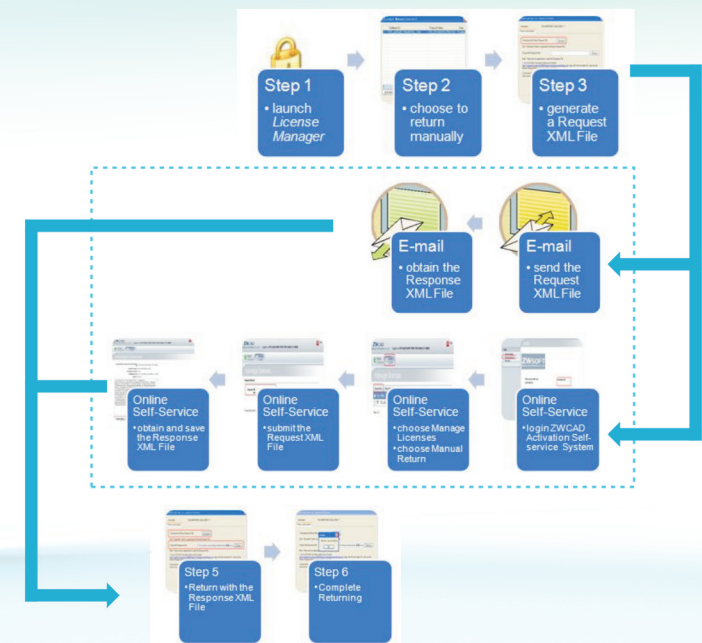 Step 1
• launch
License
Manager
Step 2
• choose to
return
manually
Step 3
• generate
a Request
XML File
E-mail
• obtain the
Response
XML File
E-mail
• send the
Request
XML File
Online
Self-Service
•obtain and save
the Response
XML File
Online
Self-Service
•submit the
Request XML
File
Online
Self-Service
•choose Manage
Licenses
•choose Manual
Return
ZWSOFT
Online
Self-Service
•login ZWCAD
Activation Self-
service System
Step 5
•Return with the
Response XML
File
Step 6
•Complete
Returning